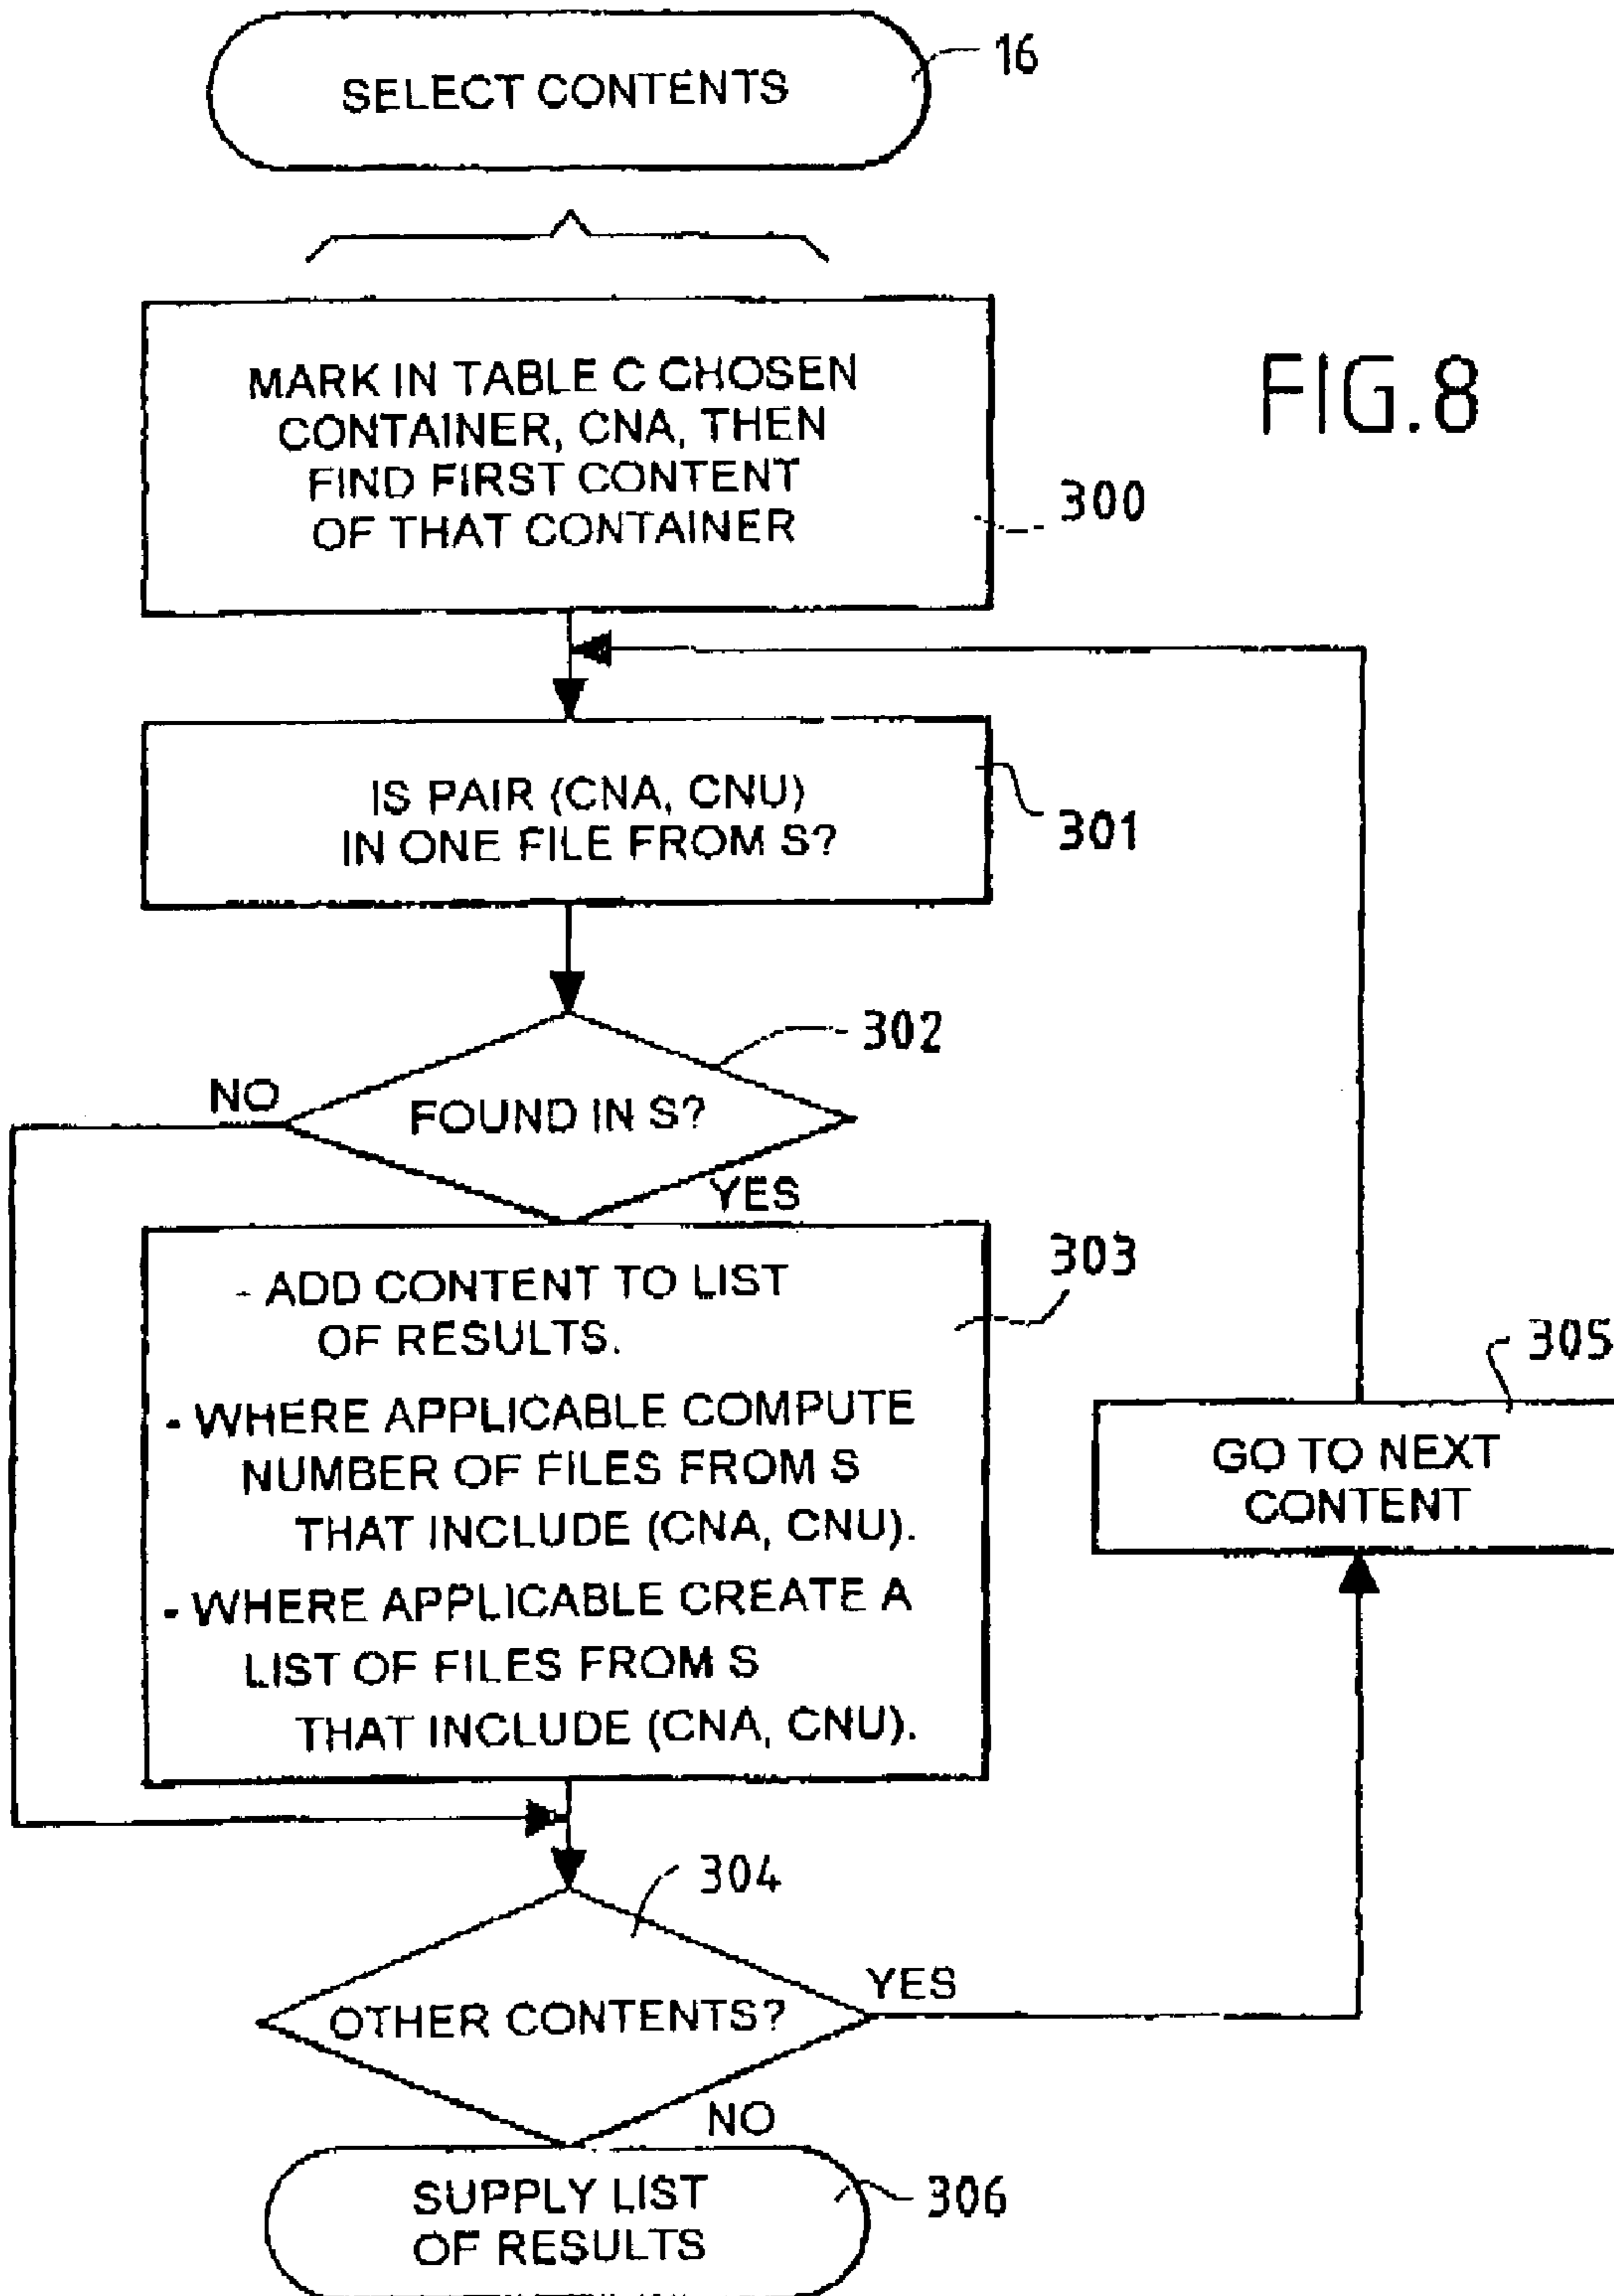 SELECT CONTENTS
16
MARK IN TABLE C CHOSEN
CONTAINER, CNA, THEN
FIND FIRST CONTENT
OF THAT CONTAINER
300
FIG.8
IS PAIR (CNA, CNU)
IN ONE FILE FROM S?
301
302
NO
FOUND IN S?
YES
303
- ADD CONTENT TO LIST
OF RESULTS.
- WHERE APPLICABLE COMPUTE
NUMBER OF FILES FROM S
THAT INCLUDE (CNA, CNU).
- WHERE APPLICABLE CREATE A
LIST OF FILES FROM S
THAT INCLUDE (CNA, CNU).
305
GO TO NEXT
CONTENT
304
OTHER CONTENTS?
YES
NO
SUPPLY LIST
OF RESULTS
306